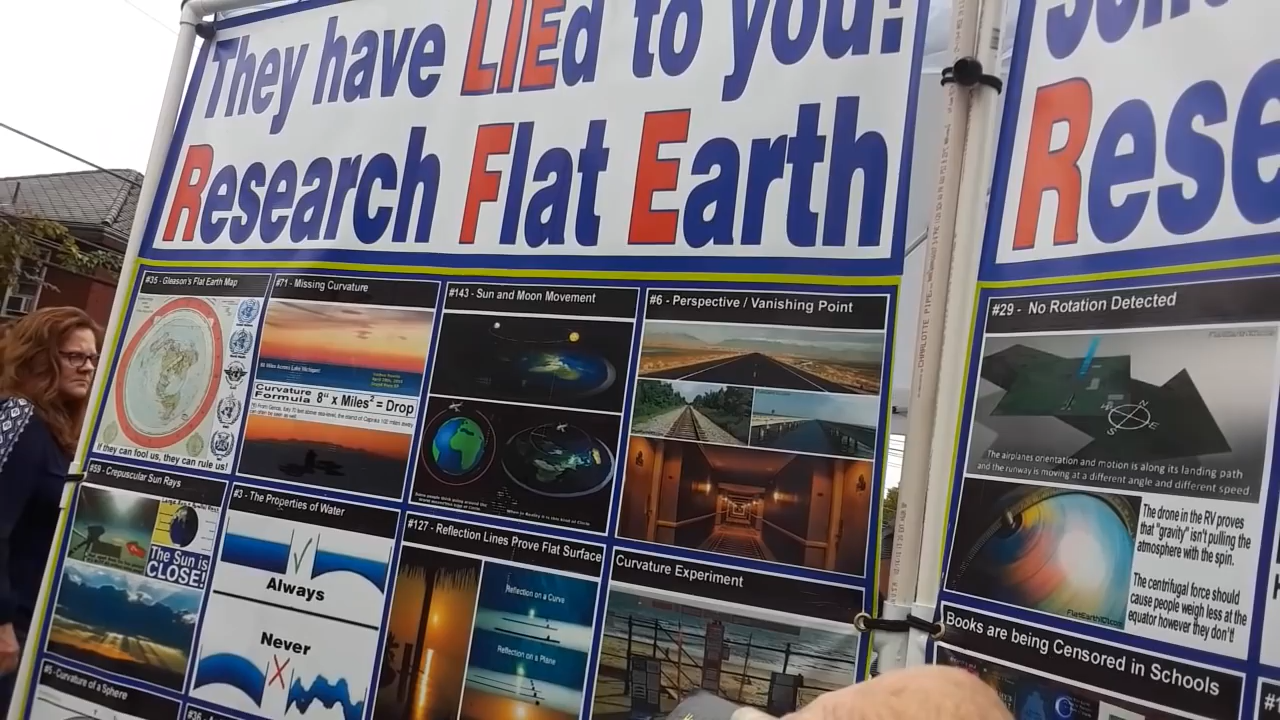 They have LIEd to you!
Research Flat Earth
Rese
#35 - Gleason's Flat Earth Map
If they can fool us, they can rule us!
#71 - Missing Curvature
Curvature
Formula 8" x Miles² = Drop
#143 - Sun and Moon Movement
#6 - Perspective / Vanishing Point
#29 - No Rotation Detected
N
E
S
The airplanes orientation and motion is along its landing path
and the runway is moving at a different angle and different speed
The drone in the RV proves
that "gravity" isn't pulling the
atmosphere with the spin.
The centrifugal force should
cause people weigh less at the
equator however they don't
#59 - Crepuscular Sun Rays
The Sun is
CLOSE!
#3 - The Properties of Water
Always
Never
#127 - Reflection Lines Prove Flat Surface
Reflection on a Curve
Reflection on a Plane
Curvature Experiment
Books are being Censored in Schools
#5 - Curvature of a Sphere